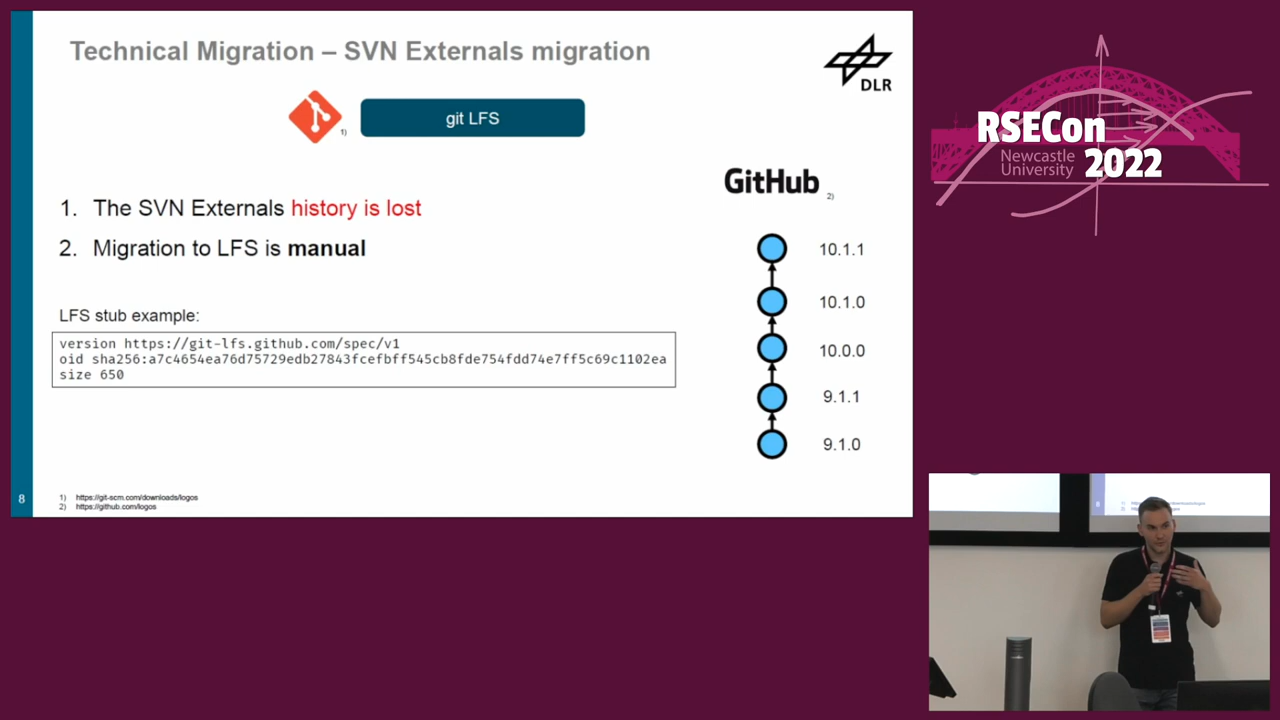 Technical Migration – SVN Externals migration
DLR
git LFS
1)
GitHub
2)
1. The SVN Externals history is lost
2. Migration to LFS is manual
LFS stub example:
version https://git-lfs.github.com/spec/v1
oid sha256:a7c4654ea76d75729edb27843fcefbff545cb8fde754fdd74e7ff5c69c1102ea
size 650
10.1.1
10.1.0
10.0.0
9.1.1
9.1.0
8
1) https://git-scm.com/downloads/logos
2) https://github.com/logos
RSECon
Newcastle
University
2022